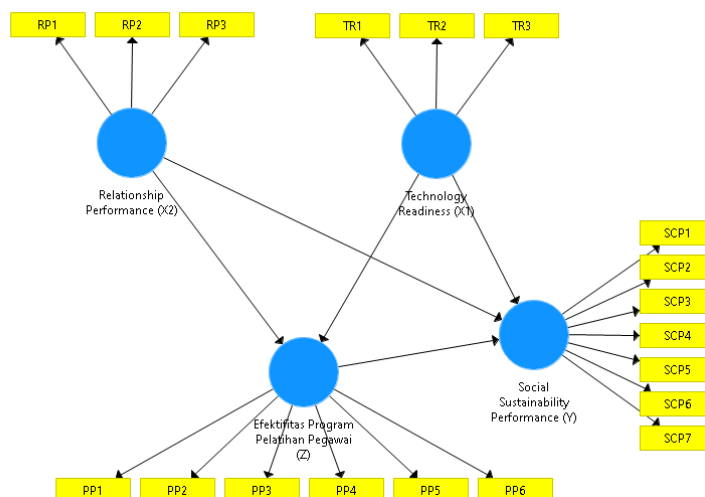 RP1
RP2
RP3
TR1
TR2
TR3
Relationship
Performance (X2)
Technology
Readiness (X1)
SCP1
SCP2
SCP3
SCP4
SCP5
SCP6
SCP7
Social
Sustainability
Performance (Y)
Efektifitas Program
Pelatihan Pegawai
(Z)
PP1
PP2
PP3
PP4
PP5
PP6